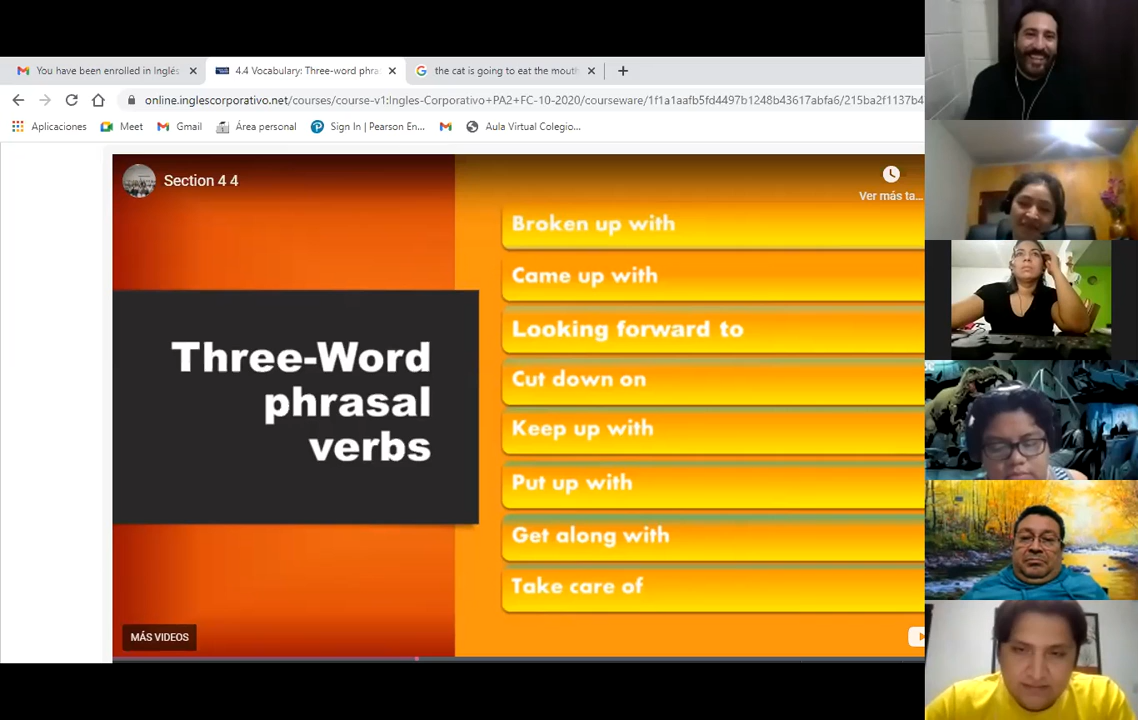 You have been enrolled in Inglés
4.4 Vocabulary: Three-word phra
the cat is going to eat the mouth
online.inglescorporativo.net/courses/course-v1:Ingles-Corporativo+PA2+FC-10-2020/courseware/1f1a1aafb5fd4497b1248b43617abfa6/215ba2f1137b4
Aplicaciones
Meet
Gmail
Área personal
Sign In | Pearson En...
Aula Virtual Colegio...
Section 4 4
Ver más ta...
Three-Word
phrasal
verbs
Broken up with
Came up with
Looking forward to
Cut down on
Keep up with
Put up with
Get along with
Take care of
MÁS VIDEOS